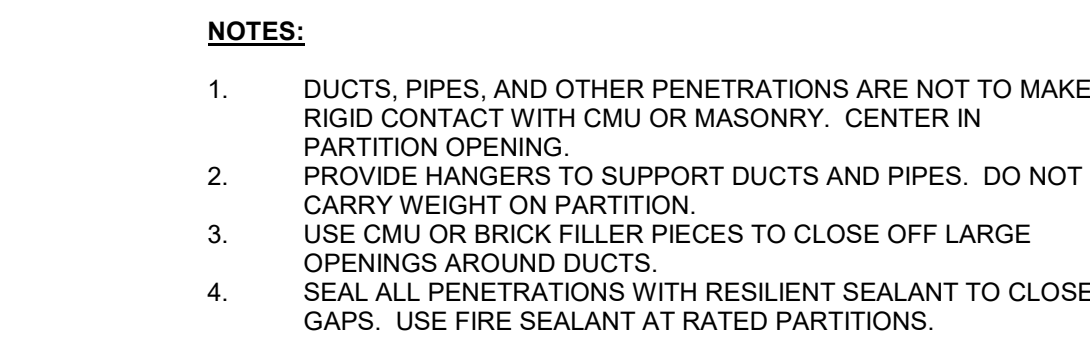 NOTES:
1. DUCTS, PIPES, AND OTHER PENETRATIONS ARE NOT TO MAKE
RIGID CONTACT WITH CMU OR MASONRY. CENTER IN
PARTITION OPENING.
2. PROVIDE HANGERS TO SUPPORT DUCTS AND PIPES. DO NOT
CARRY WEIGHT ON PARTITION.
3. USE CMU OR BRICK FILLER PIECES TO CLOSE OFF LARGE
OPENINGS AROUND DUCTS.
4. SEAL ALL PENETRATIONS WITH RESILIENT SEALANT TO CLOSE
GAPS. USE FIRE SEALANT AT RATED PARTITIONS.